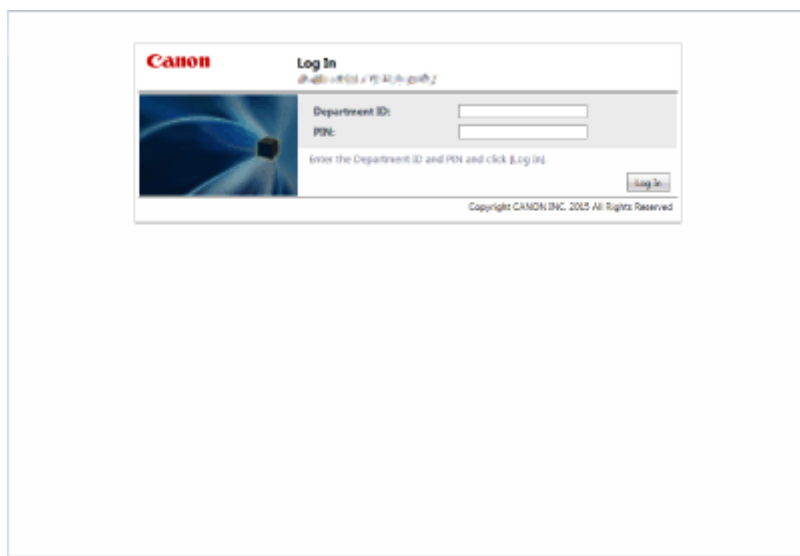 Canon
Log In
Department ID:
PIN:
Enter the Department ID and PIN and click [Log In].
Log In
Copyright CANON INC. 2015 All Rights Reserved